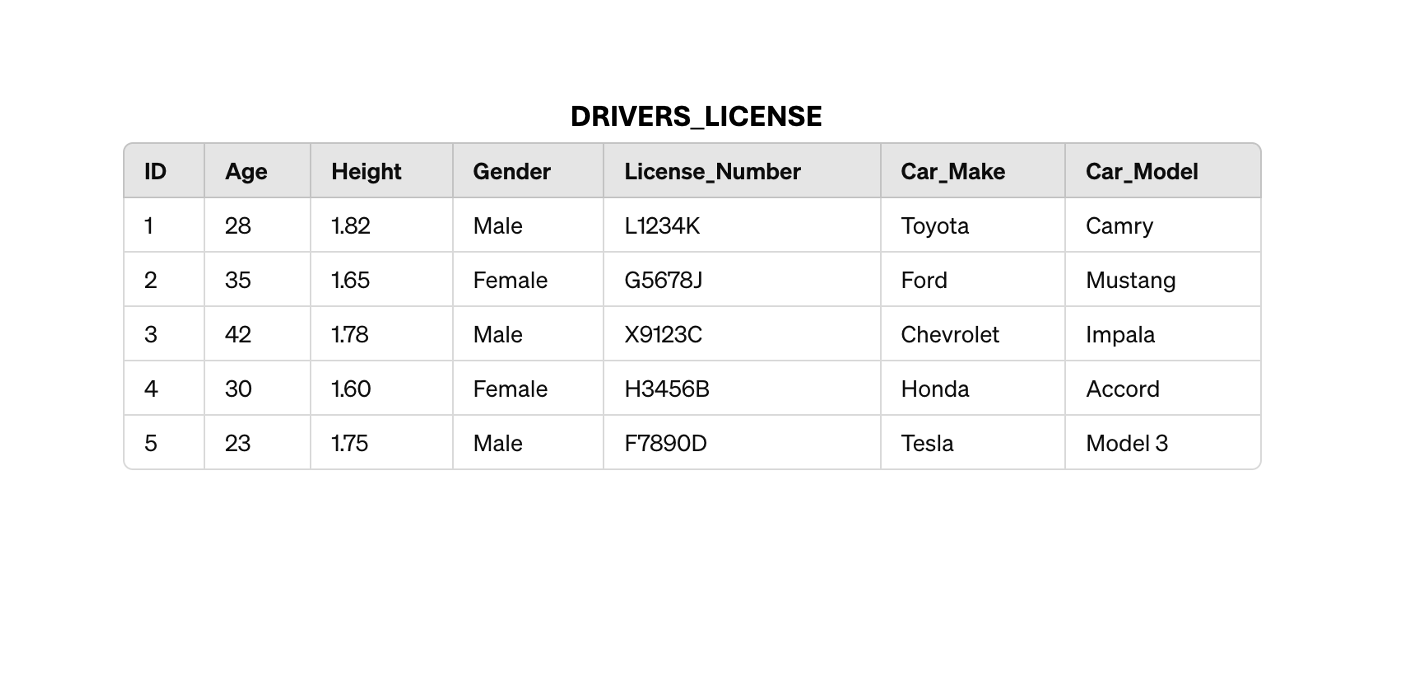 DRIVERS_LICENSE
ID Age Height Gender License_Number Car_Make Car_Model
1 28 1.82 Male L1234K Toyota Camry
2 35 1.65 Female G5678J Ford Mustang
3 42 1.78 Male X9123C Chevrolet Impala
4 30 1.60 Female H3456B Honda Accord
5 23 1.75 Male F7890D Tesla Model 3